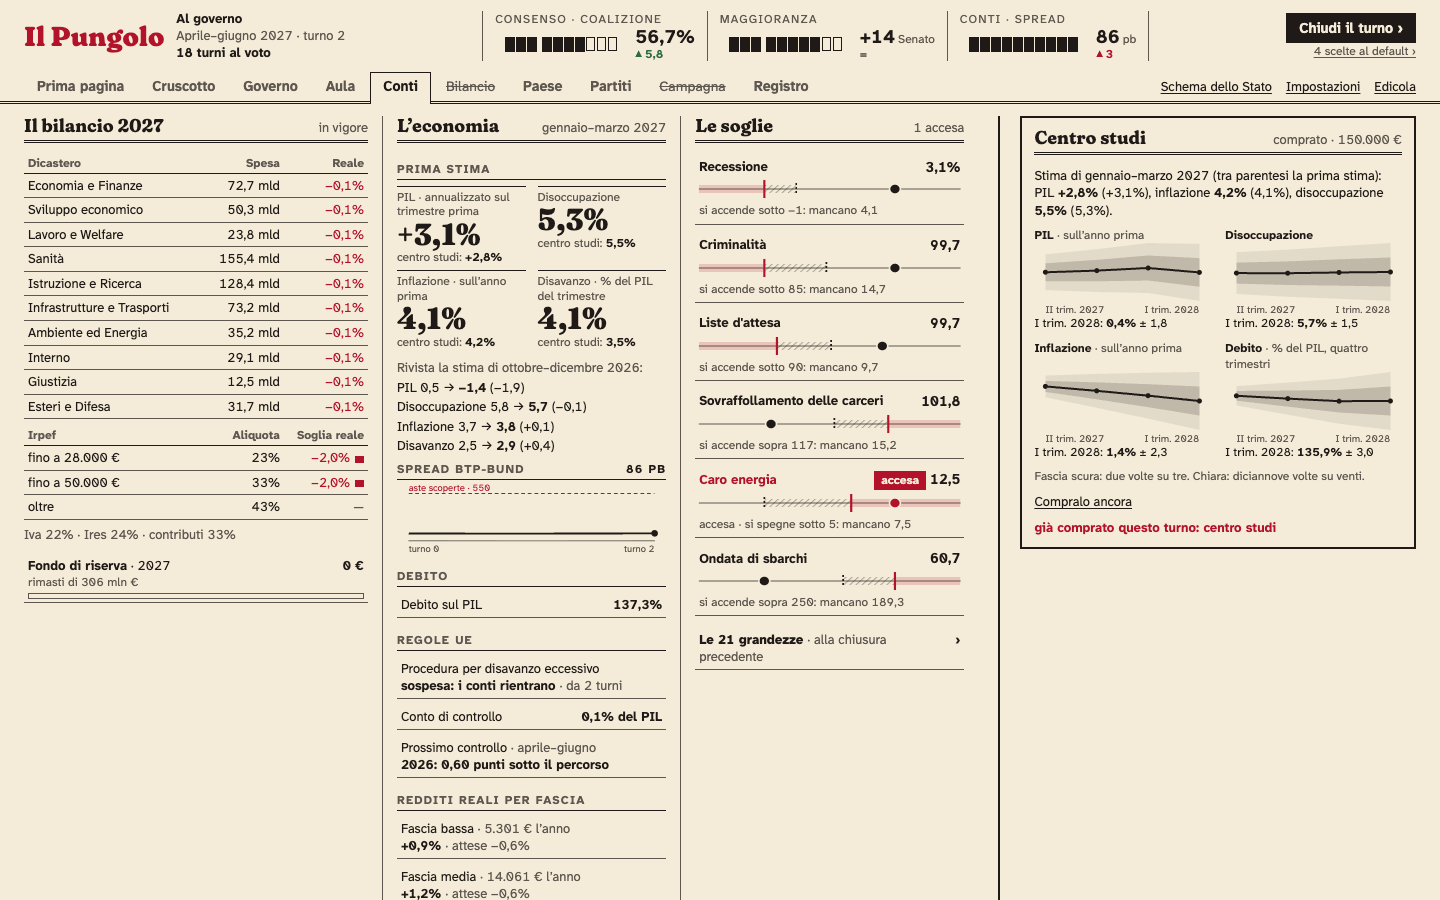 Il Pungolo
Al governo
Aprile–giugno 2027 · turno 2
18 turni al voto
CONSENSO · COALIZIONE
56,7%
▲5,8
MAGGIORANZA
+14 Senato
=
CONTI · SPREAD
86 pb
▲3
Chiudi il turno ›
4 scelte al default ›
Prima pagina
Cruscotto
Governo
Aula
Conti
Bilancio
Paese
Partiti
Campagna
Registro
Schema dello Stato
Impostazioni
Edicola
Il bilancio 2027
in vigore
Dicastero Spesa Reale
Economia e Finanze 72,7 mld −0,1%
Sviluppo economico 50,3 mld −0,1%
Lavoro e Welfare 23,8 mld −0,1%
Sanità 155,4 mld −0,1%
Istruzione e Ricerca 128,4 mld −0,1%
Infrastrutture e Trasporti 73,2 mld −0,1%
Ambiente ed Energia 35,2 mld −0,1%
Interno 29,1 mld −0,1%
Giustizia 12,5 mld −0,1%
Esteri e Difesa 31,7 mld −0,1%
Irpef Aliquota Soglia reale
fino a 28.000 € 23% −2,0%
fino a 50.000 € 33% −2,0%
oltre 43% —
Iva 22% · Ires 24% · contributi 33%
Fondo di riserva · 2027 0 €
rimasti di 306 mln €
L’economia
gennaio–marzo 2027
PRIMA STIMA
PIL · annualizzato sul
trimestre prima
+3,1%
centro studi: +2,8%
Disoccupazione
5,3%
centro studi: 5,5%
Inflazione · sull’anno
prima
4,1%
centro studi: 4,2%
Disavanzo · % del PIL
del trimestre
4,1%
centro studi: 3,5%
Rivista la stima di ottobre–dicembre 2026:
PIL 0,5 → −1,4 (−1,9)
Disoccupazione 5,8 → 5,7 (−0,1)
Inflazione 3,7 → 3,8 (+0,1)
Disavanzo 2,5 → 2,9 (+0,4)
SPREAD BTP-BUND 86 PB
aste scoperte · 550
turno 0 turno 2
DEBITO
Debito sul PIL 137,3%
REGOLE UE
Procedura per disavanzo eccessivo
sospesa: i conti rientrano · da 2 turni
Conto di controllo 0,1% del PIL
Prossimo controllo · aprile–giugno
2026: 0,60 punti sotto il percorso
REDDITI REALI PER FASCIA
Fascia bassa · 5.301 € l’anno
+0,9% · attese −0,6%
Fascia media · 14.061 € l’anno
+1,2% · attese −0,6%
Le soglie
1 accesa
Recessione 3,1%
si accende sotto −1: mancano 4,1
Criminalità 99,7
si accende sotto 85: mancano 14,7
Liste d'attesa 99,7
si accende sotto 90: mancano 9,7
Sovraffollamento delle carceri 101,8
si accende sopra 117: mancano 15,2
Caro energia accesa 12,5
accesa · si spegne sotto 5: mancano 7,5
Ondata di sbarchi 60,7
si accende sopra 250: mancano 189,3
Le 21 grandezze · alla chiusura
precedente
›
Centro studi
comprato · 150.000 €
Stima di gennaio–marzo 2027 (tra parentesi la prima stima):
PIL +2,8% (+3,1%), inflazione 4,2% (4,1%), disoccupazione
5,5% (5,3%).
PIL · sull’anno prima
II trim. 2027 I trim. 2028
I trim. 2028: 0,4% ± 1,8
Disoccupazione
II trim. 2027 I trim. 2028
I trim. 2028: 5,7% ± 1,5
Inflazione · sull’anno prima
II trim. 2027 I trim. 2028
I trim. 2028: 1,4% ± 2,3
Debito · % del PIL, quattro
trimestri
II trim. 2027 I trim. 2028
I trim. 2028: 135,9% ± 3,0
Fascia scura: due volte su tre. Chiara: diciannove volte su venti.
Compralo ancora
già comprato questo turno: centro studi